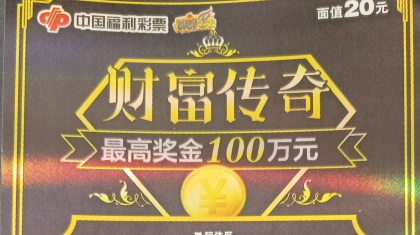 中国福利彩票
面值20元
财富传奇
最高奖金100万元
¥